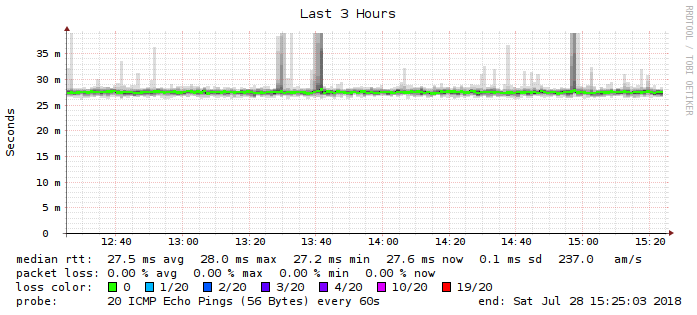 Last 3 Hours
RRDTOOL / TOBI OETIKER
Seconds
35 m
30 m
25 m
20 m
15 m
10 m
5 m
0
12:40 13:00 13:20 13:40 14:00 14:20 14:40 15:00 15:20
median rtt: 27.5 ms avg 28.0 ms max 27.2 ms min 27.6 ms now 0.1 ms sd 237.0 am/s
packet loss: 0.00 % avg 0.00 % max 0.00 % min 0.00 % now
loss color: 0 1/20 2/20 3/20 4/20 10/20 19/20
probe: 20 ICMP Echo Pings (56 Bytes) every 60s end: Sat Jul 28 15:25:03 2018